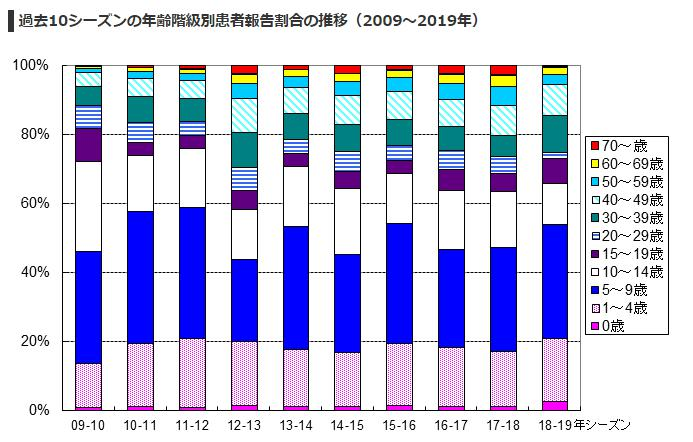 過去10シーズンの年齢階級別患者報告割合の推移（2009～2019年）
100%
80%
60%
40%
20%
0%
09-10 10-11 11-12 12-13 13-14 14-15 15-16 16-17 17-18 18-19年シーズン
70～歳
60～69歳
50～59歳
40～49歳
30～39歳
20～29歳
15～19歳
10～14歳
5～9歳
1～4歳
0歳